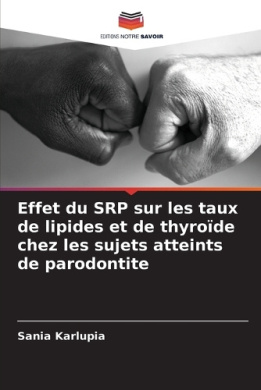 EDITIONS NOTRE SAVOIR
Effet du SRP sur les taux
de lipides et de thyroïde
chez les sujets atteints
de parodontite
Sania Karlupia